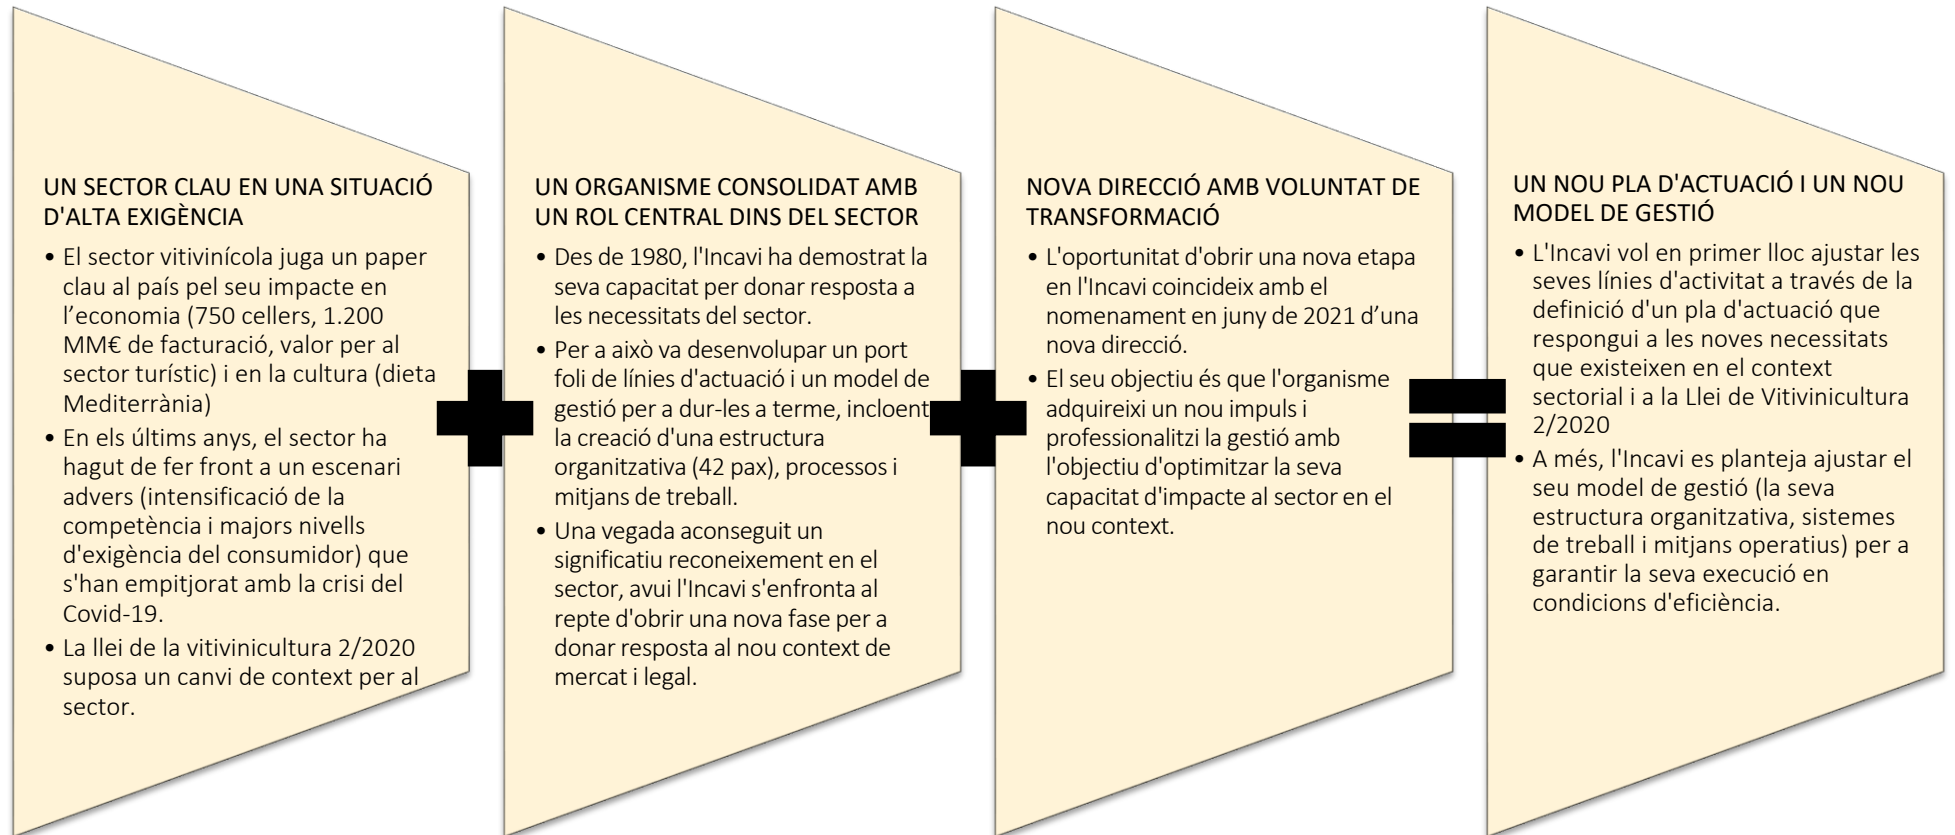 UN SECTOR CLAU EN UNA SITUACIÓ
D'ALTA EXIGÈNCIA
• El sector vitivinícola juga un paper
clau al país pel seu impacte en
l’economia (750 cellers, 1.200
MM€ de facturació, valor per al
sector turístic) i en la cultura (dieta
Mediterrània)
• En els últims anys, el sector ha
hagut de fer front a un escenari
advers (intensificació de la
competència i majors nivells
d'exigència del consumidor) que
s'han empitjorat amb la crisi del
Covid-19.
• La llei de la vitivinicultura 2/2020
suposa un canvi de context per al
sector.
UN ORGANISME CONSOLIDAT AMB
UN ROL CENTRAL DINS DEL SECTOR
• Des de 1980, l'Incavi ha demostrat la
seva capacitat per donar resposta a
les necessitats del sector.
• Per a això va desenvolupar un port
foli de línies d'actuació i un model de
gestió per a dur-les a terme, incloent
la creació d'una estructura
organitzativa (42 pax), processos i
mitjans de treball.
• Una vegada aconseguit un
significatiu reconeixement en el
sector, avui l'Incavi s'enfronta al
repte d'obrir una nova fase per a
donar resposta al nou context de
mercat i legal.
NOVA DIRECCIÓ AMB VOLUNTAT DE
TRANSFORMACIÓ
• L'oportunitat d'obrir una nova etapa
en l'Incavi coincideix amb el
nomenament en juny de 2021 d’una
nova direcció.
• El seu objectiu és que l'organisme
adquireixi un nou impuls i
professionalitzi la gestió amb
l'objectiu d'optimitzar la seva
capacitat d'impacte al sector en el
nou context.
UN NOU PLA D'ACTUACIÓ I UN NOU
MODEL DE GESTIÓ
• L'Incavi vol en primer lloc ajustar les
seves línies d'activitat a través de la
definició d'un pla d'actuació que
respongui a les noves necessitats
que existeixen en el context
sectorial i a la Llei de Vitivinicultura
2/2020
• A més, l'Incavi es planteja ajustar el
seu model de gestió (la seva
estructura organitzativa, sistemes
de treball i mitjans operatius) per a
garantir la seva execució en
condicions d'eficiència.